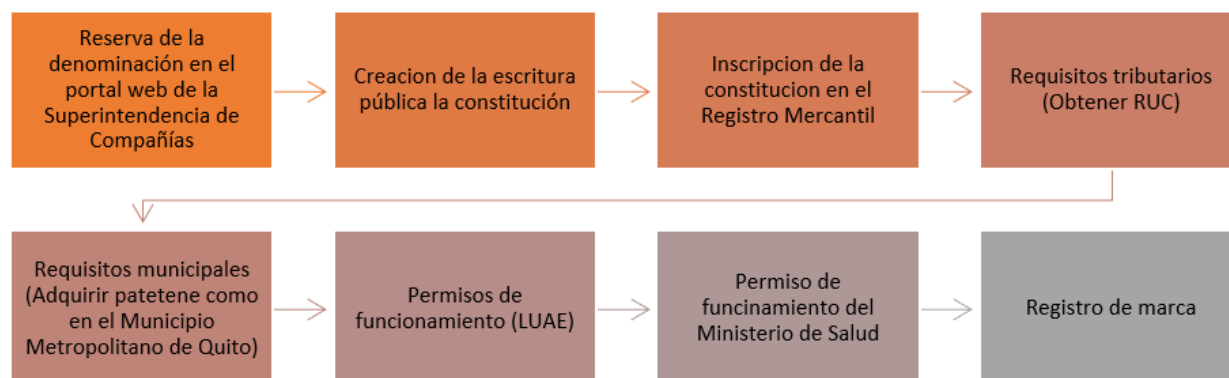 Reserva de la
denominación en el
portal web de la
Superintendencia de
Compañías
Creacion de la escritura
pública la constitución
Inscripcion de la
constitucion en el
Registro Mercantil
Requisitos tributarios
(Obtener RUC)
Requisitos municipales
(Adquirir patetene como
en el Municipio
Metropolitano de Quito)
Permisos de
funcionamiento (LUAE)
Permiso de
funcinamiento del
Ministerio de Salud
Registro de marca